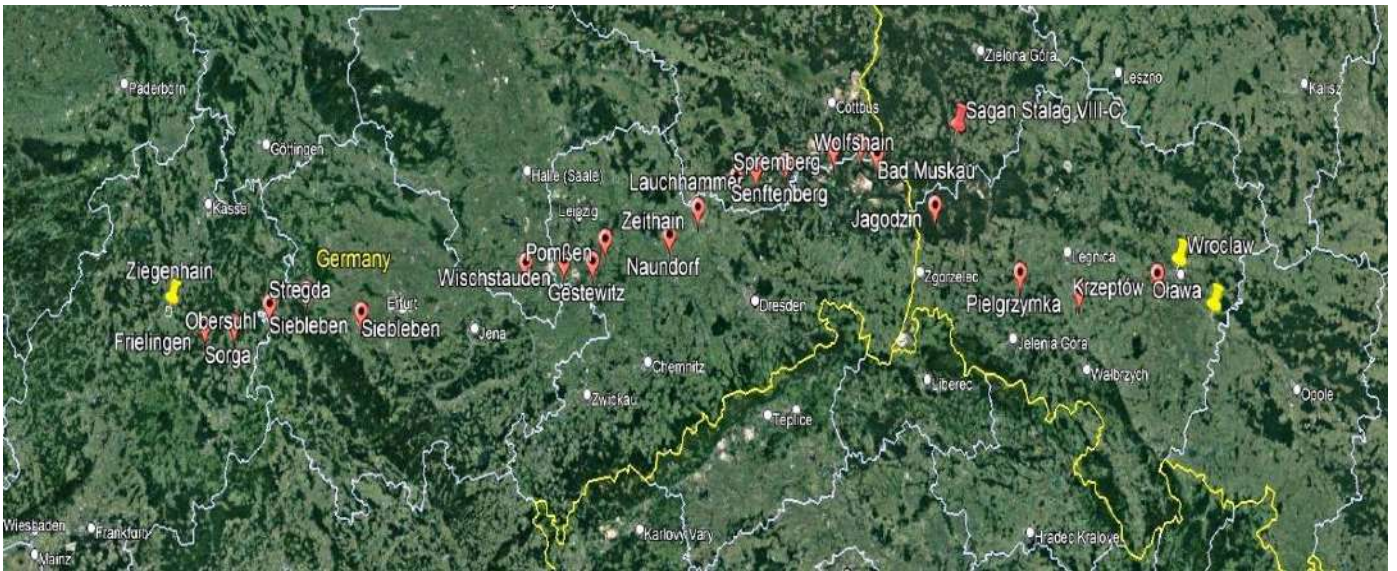 Zielona Góra
Leszno
Paderborn
Kalisz
Cottbus
Sagan Stalag VIII-C
Göttingen
Wolfshain
Spremberg
Bad Muskau
Halle (Saale)
Lauchhammer
Senftenberg
Kassel
Leipzig
Zeithain
Jagodzin
Pomßen
Wroclaw
Germany
Legnica
Ziegenhain
Wischstauden
Naundorf
Zgorzelec
Stregda
Gestewitz
Krzeptów
Oława
Erfurt
Dresden
Pielgrzymka
Obersuhl
Siebleben
Siebleben
Frielingen
Jena
Jelenia Góra
Sorga
Chemnitz
Walbrzych
Liberec
Opole
Zwickau
Teplice
Wiesbaden
Frankfurt
Karlovy Vary
Hradec Kralove
Mainz